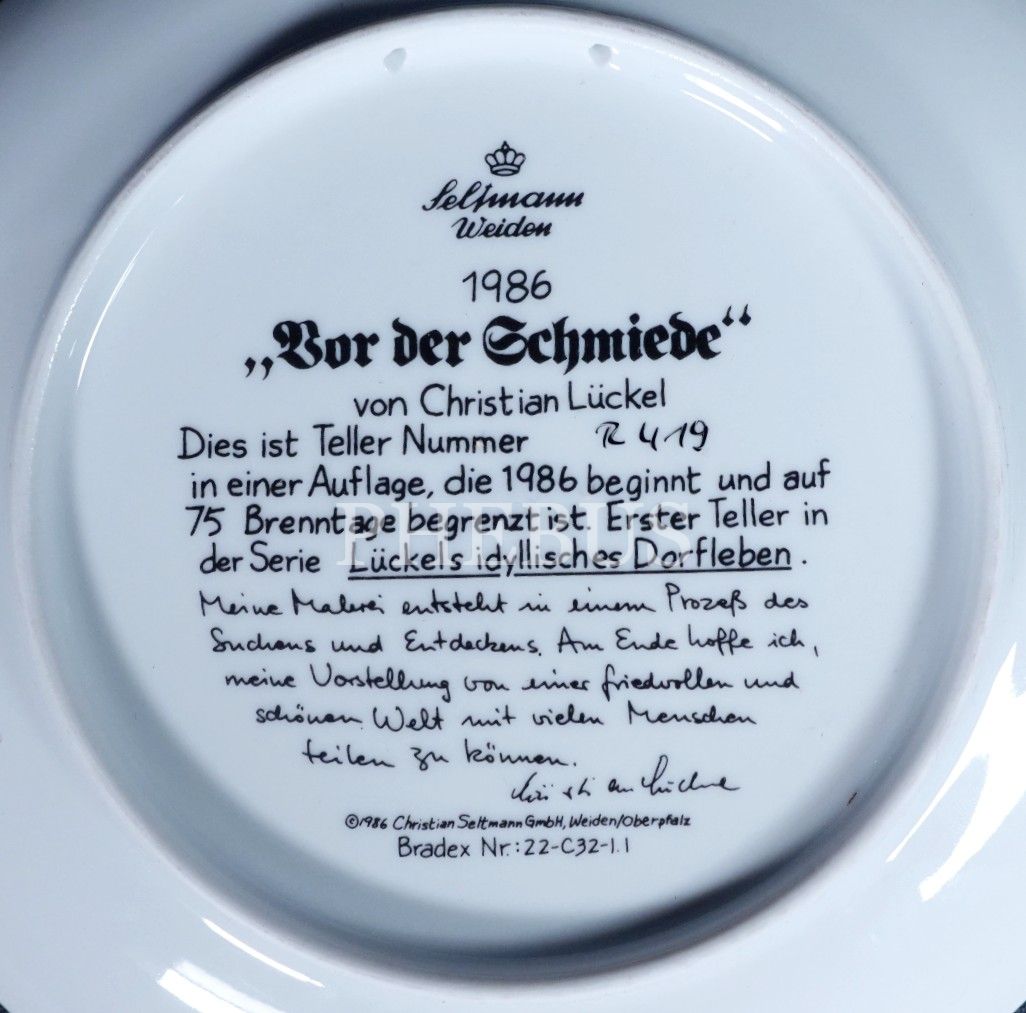 Seltmann
Weiden
1986
„Vor der Schmiede“
von Christian Lückel
Dies ist Teller Nummer R 419
in einer Auflage, die 1986 beginnt und auf
75 Brenntage begrenzt ist. Erster Teller in
der Serie Lückels idyllisches Dorfleben.
PHEBUS
Meine Malerei entsteht in einem Prozeß des
Suchens und Entdeckens. Am Ende hoffe ich,
meine Vorstellung von einer friedvollen und
schönen Welt mit vielen Menschen
teilen zu können.
Christian Lückel
©1986 Christian Seltmann GmbH, Weiden/Oberpfalz
Bradex Nr.: 22-C32-1.1